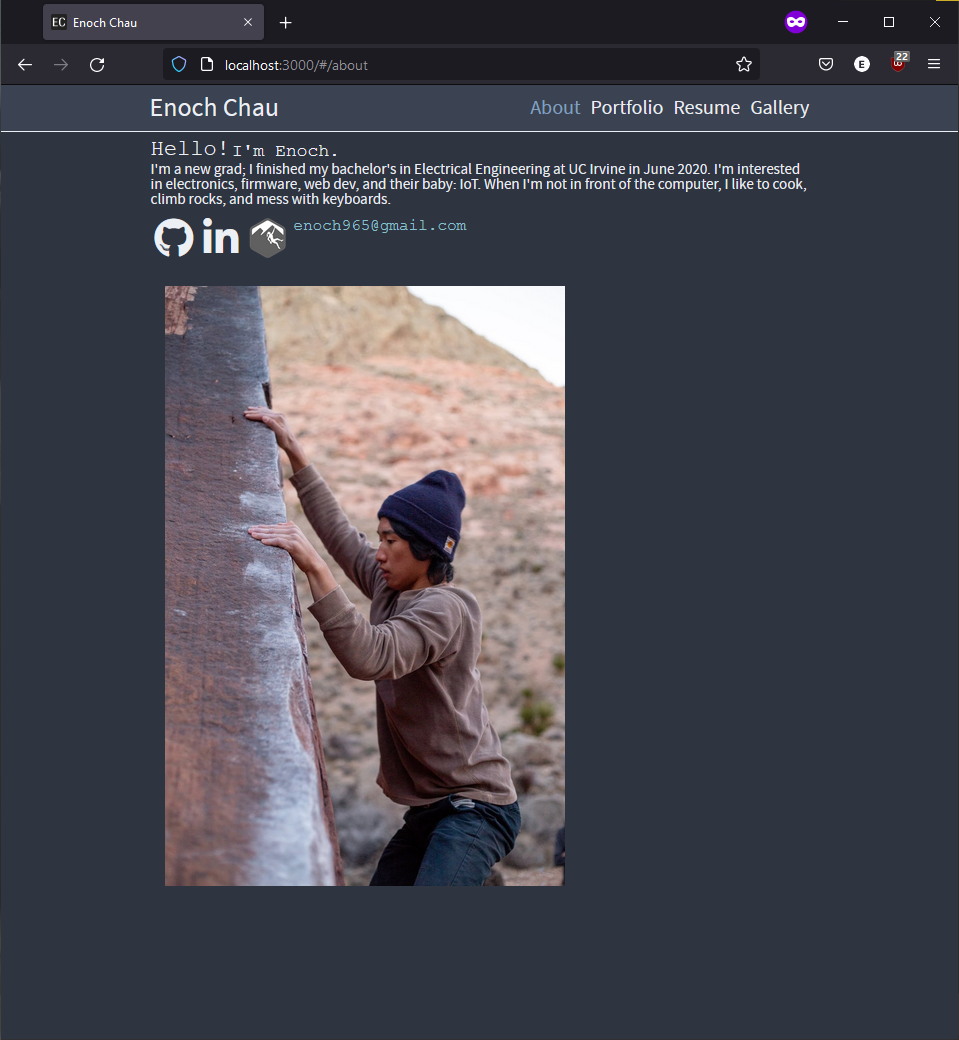 EC Enoch Chau
localhost:3000/#/about
E
22
Enoch Chau About Portfolio Resume Gallery
Hello! I'm Enoch.
I'm a new grad; I finished my bachelor's in Electrical Engineering at UC Irvine in June 2020. I'm interested
in electronics, firmware, web dev, and their baby: IoT. When I'm not in front of the computer, I like to cook,
climb rocks, and mess with keyboards.
in enoch965@gmail.com